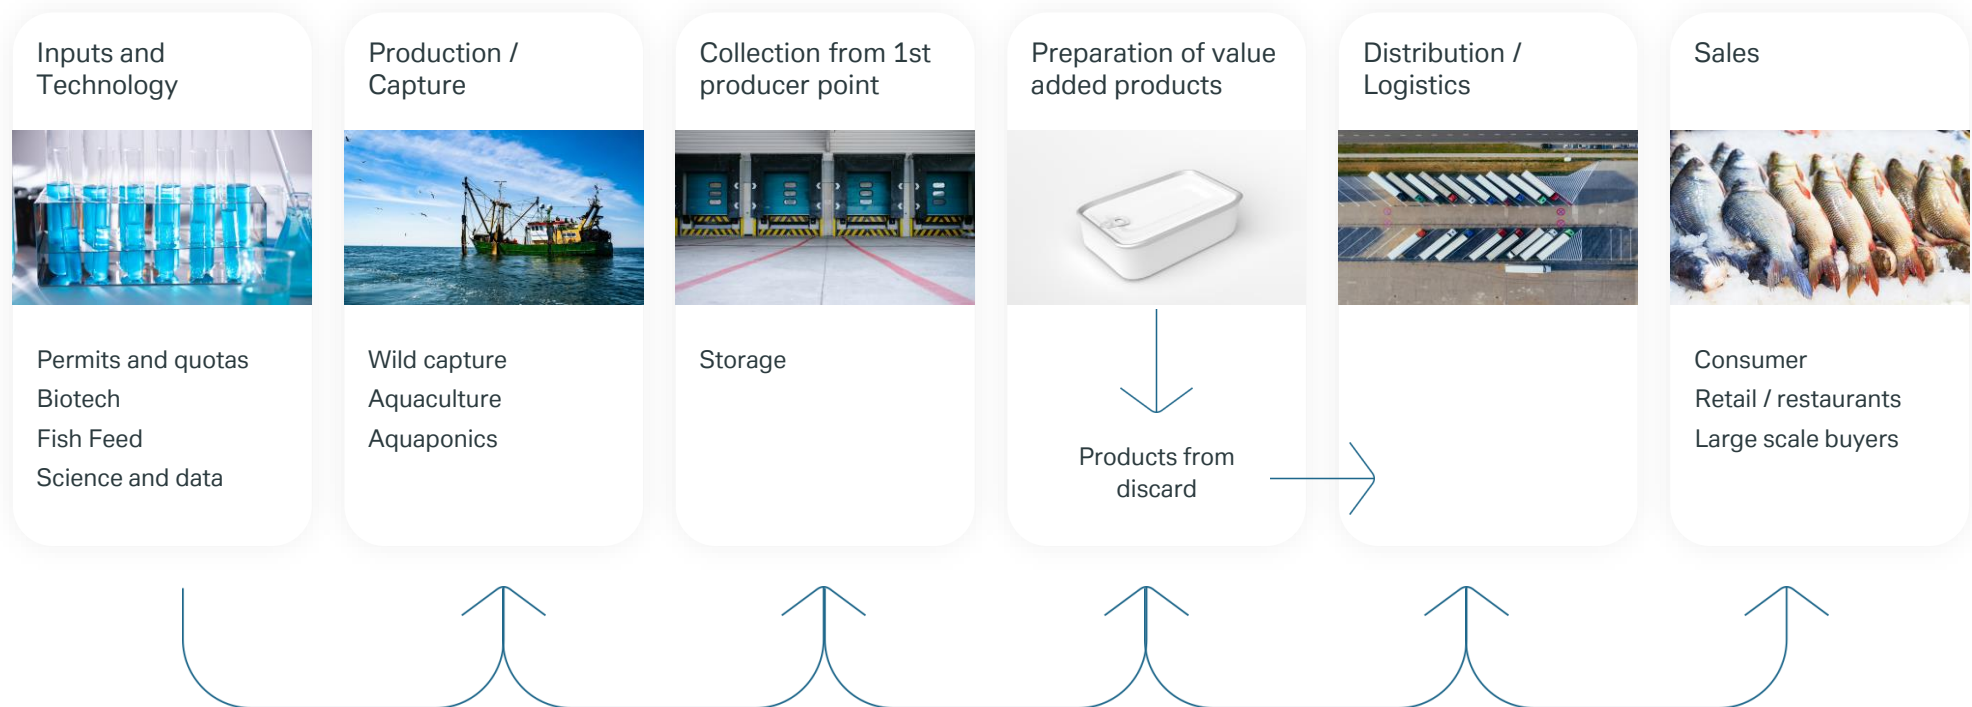 Inputs and
Technology
Permits and quotas
Biotech
Fish Feed
Science and data
Production /
Capture
Wild capture
Aquaculture
Aquaponics
Collection from 1st
producer point
Storage
Preparation of value
added products
Products from
discard
Distribution /
Logistics
Sales
Consumer
Retail / restaurants
Large scale buyers